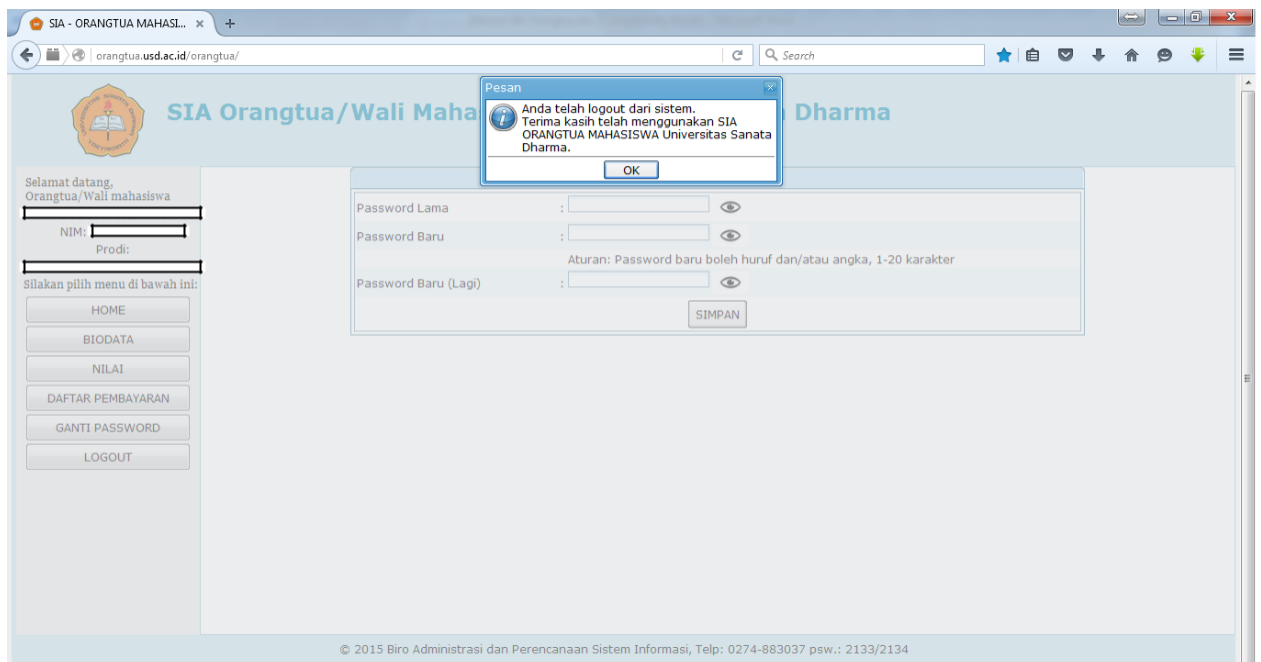 SIA - ORANGTUA MAHASI...
orangtua.usd.ac.id/orangtua/
Search
SIA Orangtua/Wali Maha
Dharma
Pesan
Anda telah logout dari sistem.
Terima kasih telah menggunakan SIA
ORANGTUA MAHASISWA Universitas Sanata
Dharma.
OK
Selamat datang,
Orangtua/Wali mahasiswa
NIM:
Prodi:
Silakan pilih menu di bawah ini:
HOME
BIODATA
NILAI
DAFTAR PEMBAYARAN
GANTI PASSWORD
LOGOUT
Password Lama :
Password Baru :
Aturan: Password baru boleh huruf dan/atau angka, 1-20 karakter
Password Baru (Lagi) :
SIMPAN
© 2015 Biro Administrasi dan Perencanaan Sistem Informasi, Telp: 0274-883037 psw.: 2133/2134